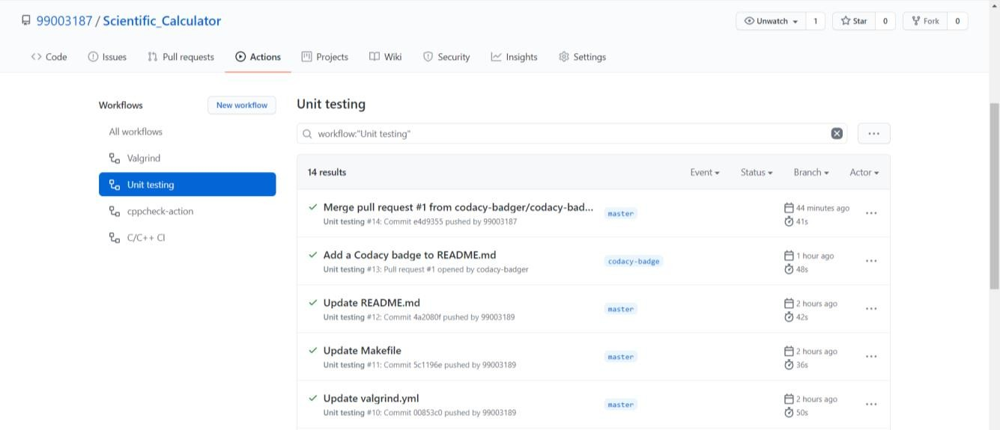 99003187 / Scientific_Calculator
Unwatch 1 Star 0 Fork 0
Code Issues Pull requests Actions Projects Wiki Security Insights Settings
Workflows
New workflow
All workflows
Valgrind
Unit testing
cppcheck-action
C/C++ CI
Unit testing
workflow:"Unit testing"
14 results
Event Status Branch Actor
Merge pull request #1 from codacy-badger/codacy-bad...
Unit testing #14: Commit e4d9355 pushed by 99003187
master
44 minutes ago
41s
Add a Codacy badge to README.md
Unit testing #13: Pull request #1 opened by codacy-badger
codacy-badge
1 hour ago
48s
Update README.md
Unit testing #12: Commit 4a2080f pushed by 99003189
master
2 hours ago
42s
Update Makefile
Unit testing #11: Commit 5c1196e pushed by 99003189
master
2 hours ago
36s
Update valgrind.yml
Unit testing #10: Commit 00853c0 pushed by 99003189
master
2 hours ago
50s